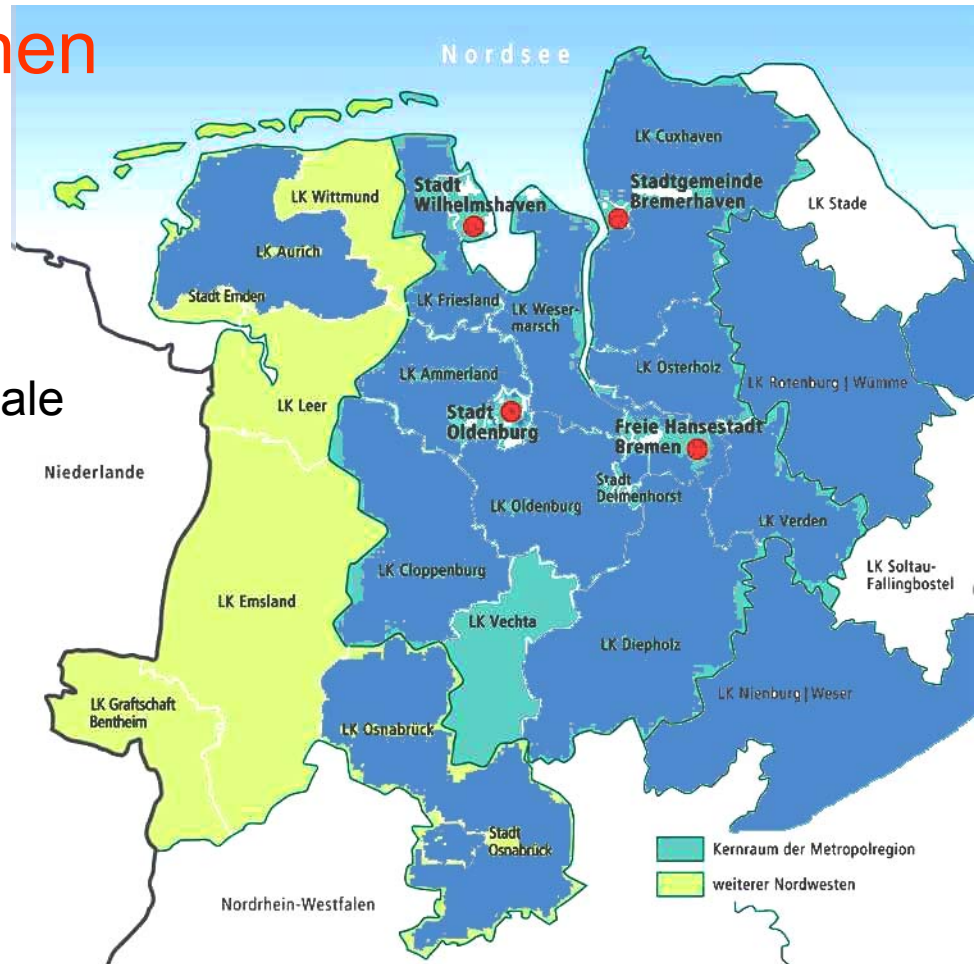 nen
Nordsee
LK Cuxhaven
LK Stade
Stadt
Wilhelmshaven
Stadtgemeinde
Bremerhaven
LK Wittmund
LK Aurich
Stadt Emden
LK Friesland
LK Weser-
marsch
LK Osterholz
LK Rotenburg | Wümme
LK Ammerland
ale
LK Leer
Stadt
Oldenburg
Freie Hansestadt
Bremen
Niederlande
Stadt
Delmenhorst
LK Oldenburg
LK Verden
LK Cloppenburg
LK Soltau-
Fallingbostel
LK Emsland
LK Vechta
LK Diepholz
LK Nienburg | Weser
LK Graftschaft
Bentheim
LK Osnabrück
Stadt
Osnabrück
Kernraum der Metropolregion
weiterer Nordwesten
Nordrhein-Westfalen